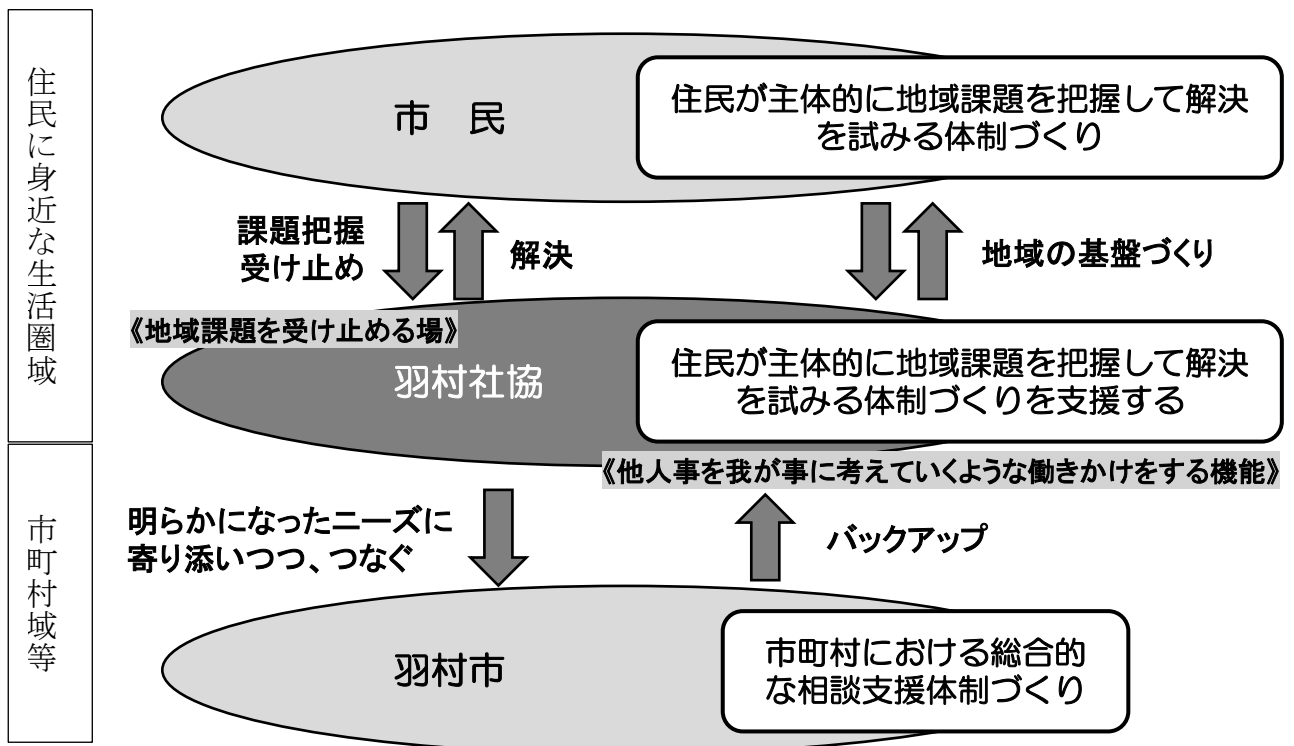 住民に身近な生活圏域
市　民
住民が主体的に地域課題を把握して解決
を試みる体制づくり
課題把握
受け止め
解決
地域の基盤づくり
《地域課題を受け止める場》
羽村社協
住民が主体的に地域課題を把握して解決
を試みる体制づくりを支援する
《他人事を我が事に考えていくような働きかけをする機能》
市町村域等
明らかになったニーズに
寄り添いつつ、つなぐ
バックアップ
羽村市
市町村における総合的
な相談支援体制づくり